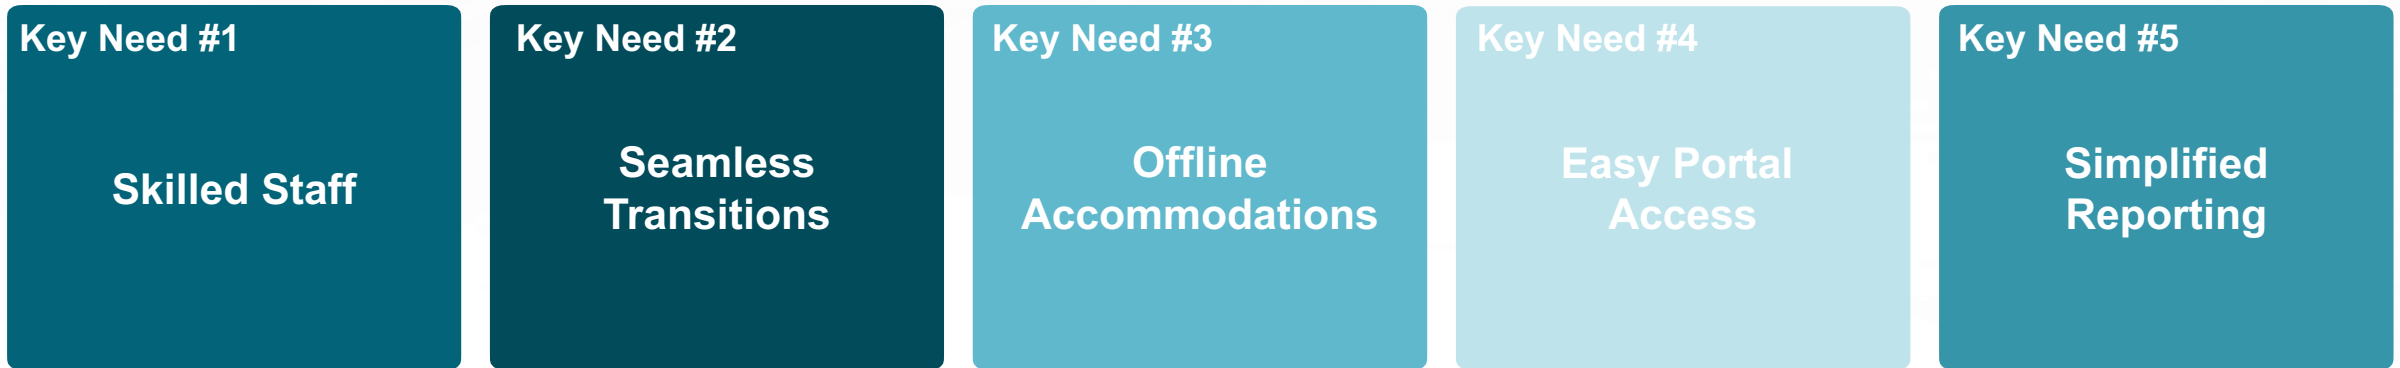 Key Need #1
Skilled Staff
Key Need #2
Seamless
Transitions
Key Need #3
Offline
Accommodations
Key Need #4
Easy Portal
Access
Key Need #5
Simplified
Reporting